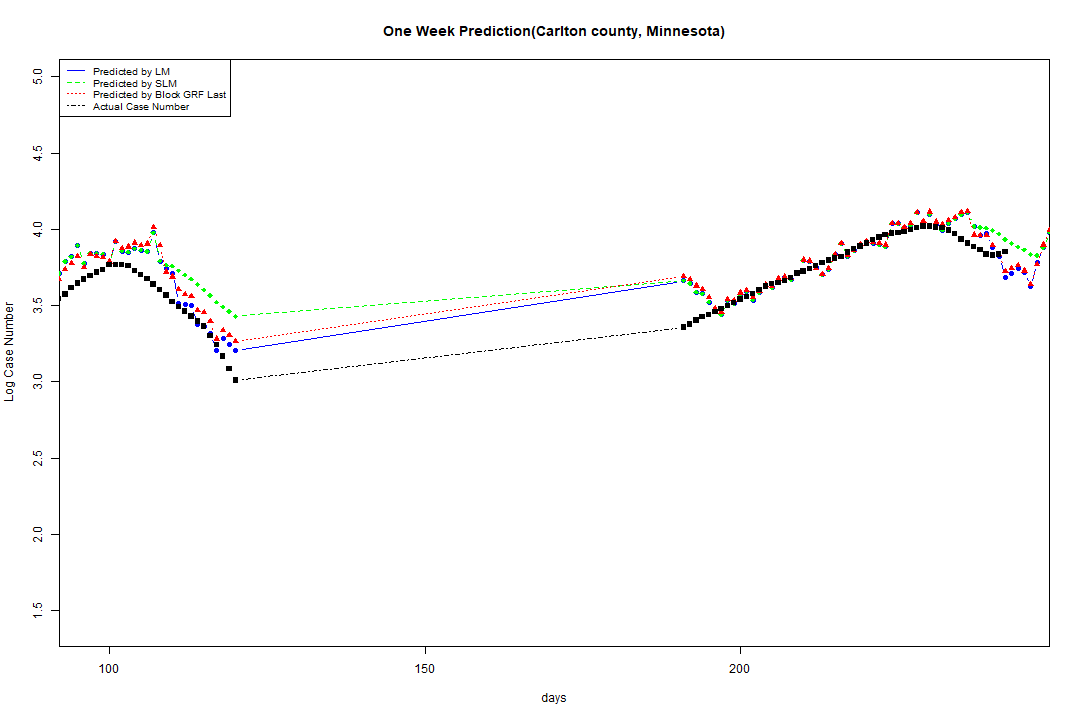 One Week Prediction(Carlton county, Minnesota)
Predicted by LM
Predicted by SLM
Predicted by Block GRF Last
Actual Case Number
5.0
4.5
4.0
3.5
3.0
2.5
2.0
1.5
Log Case Number
100 150 200
days